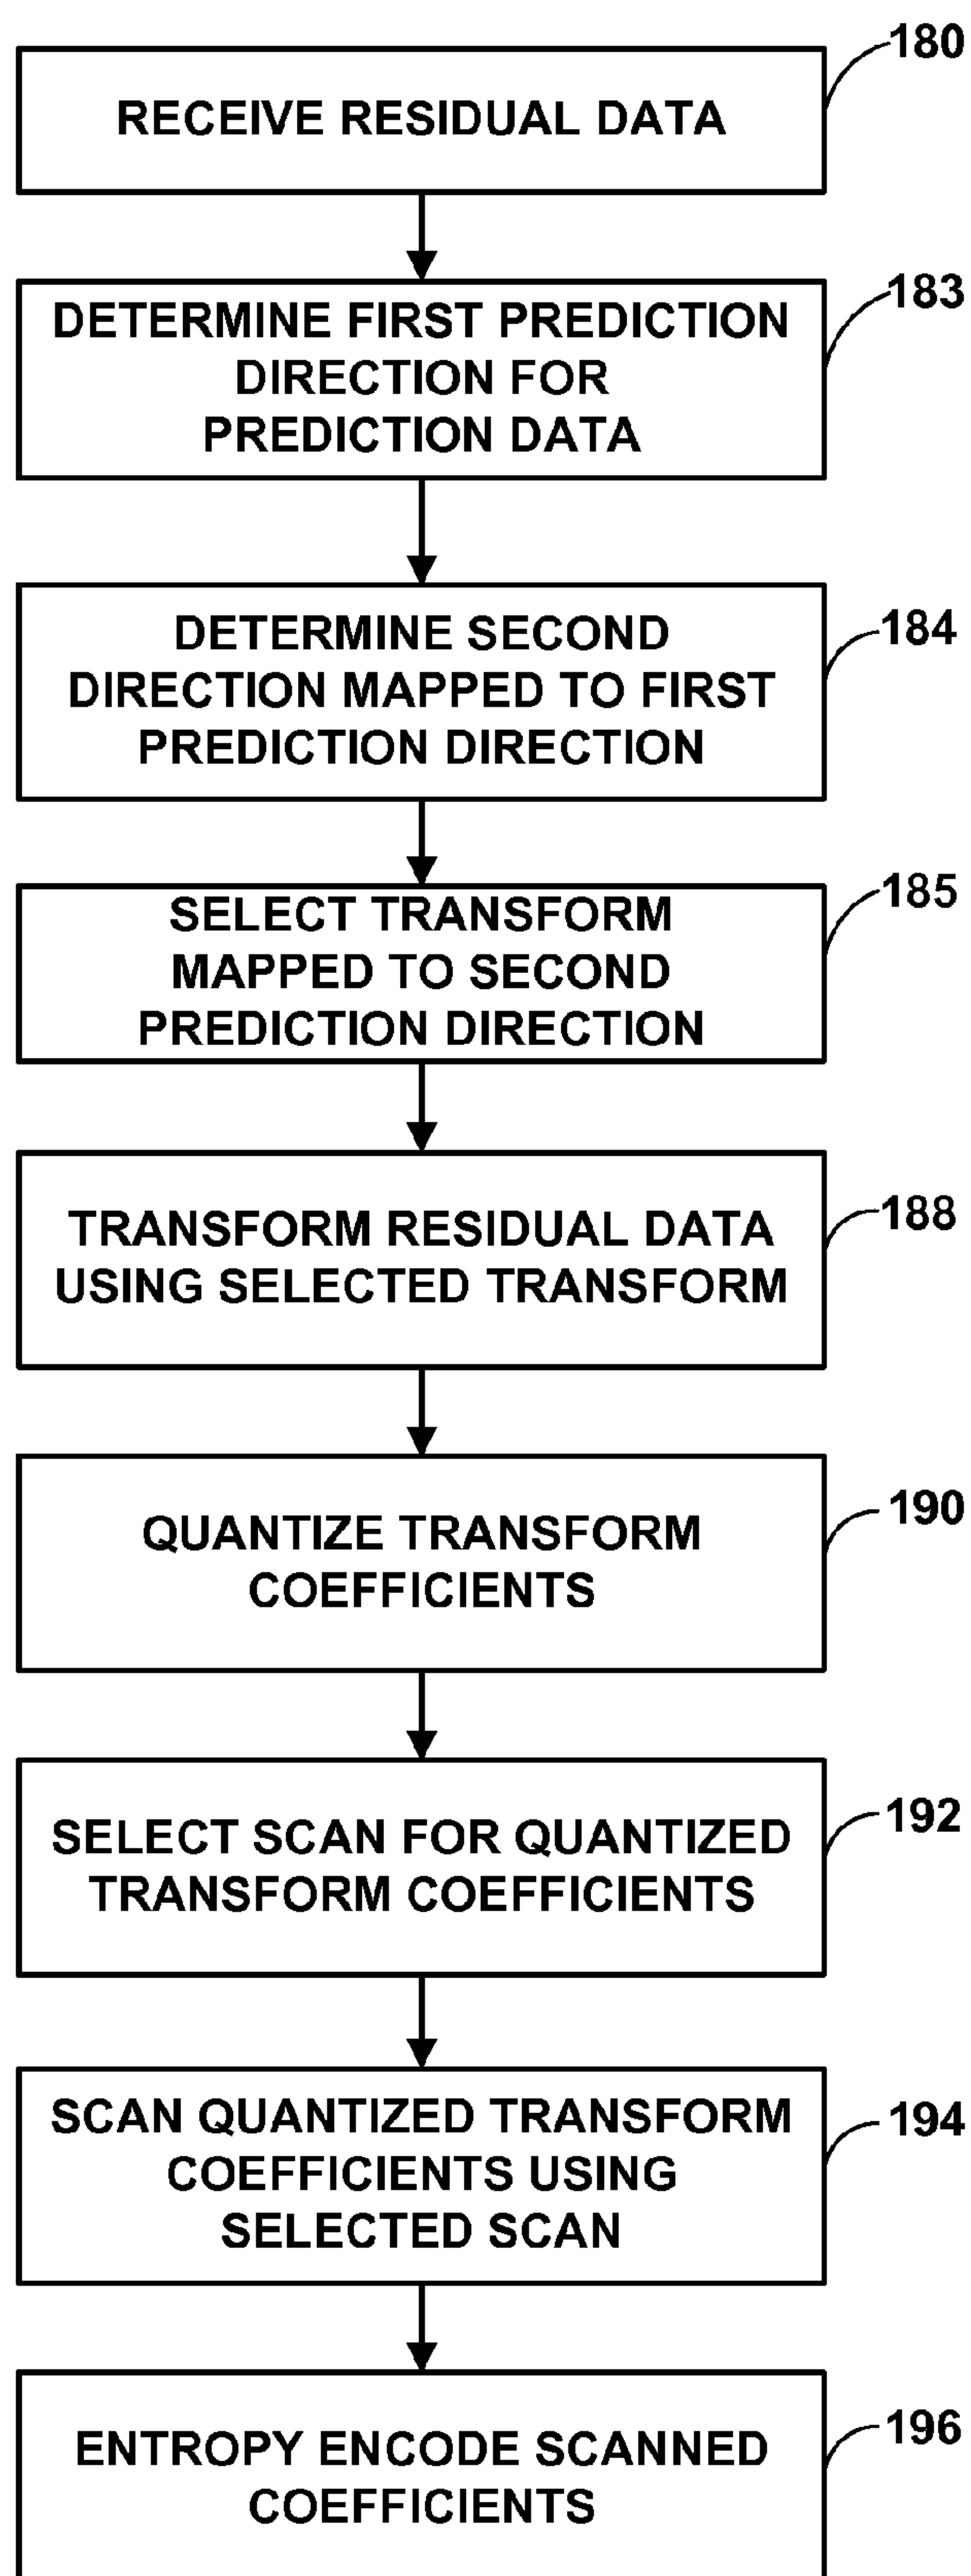 180
RECEIVE RESIDUAL DATA
183
DETERMINE FIRST PREDICTION
DIRECTION FOR
PREDICTION DATA
184
DETERMINE SECOND
DIRECTION MAPPED TO FIRST
PREDICTION DIRECTION
185
SELECT TRANSFORM
MAPPED TO SECOND
PREDICTION DIRECTION
188
TRANSFORM RESIDUAL DATA
USING SELECTED TRANSFORM
190
QUANTIZE TRANSFORM
COEFFICIENTS
192
SELECT SCAN FOR QUANTIZED
TRANSFORM COEFFICIENTS
194
SCAN QUANTIZED TRANSFORM
COEFFICIENTS USING
SELECTED SCAN
196
ENTROPY ENCODE SCANNED
COEFFICIENTS